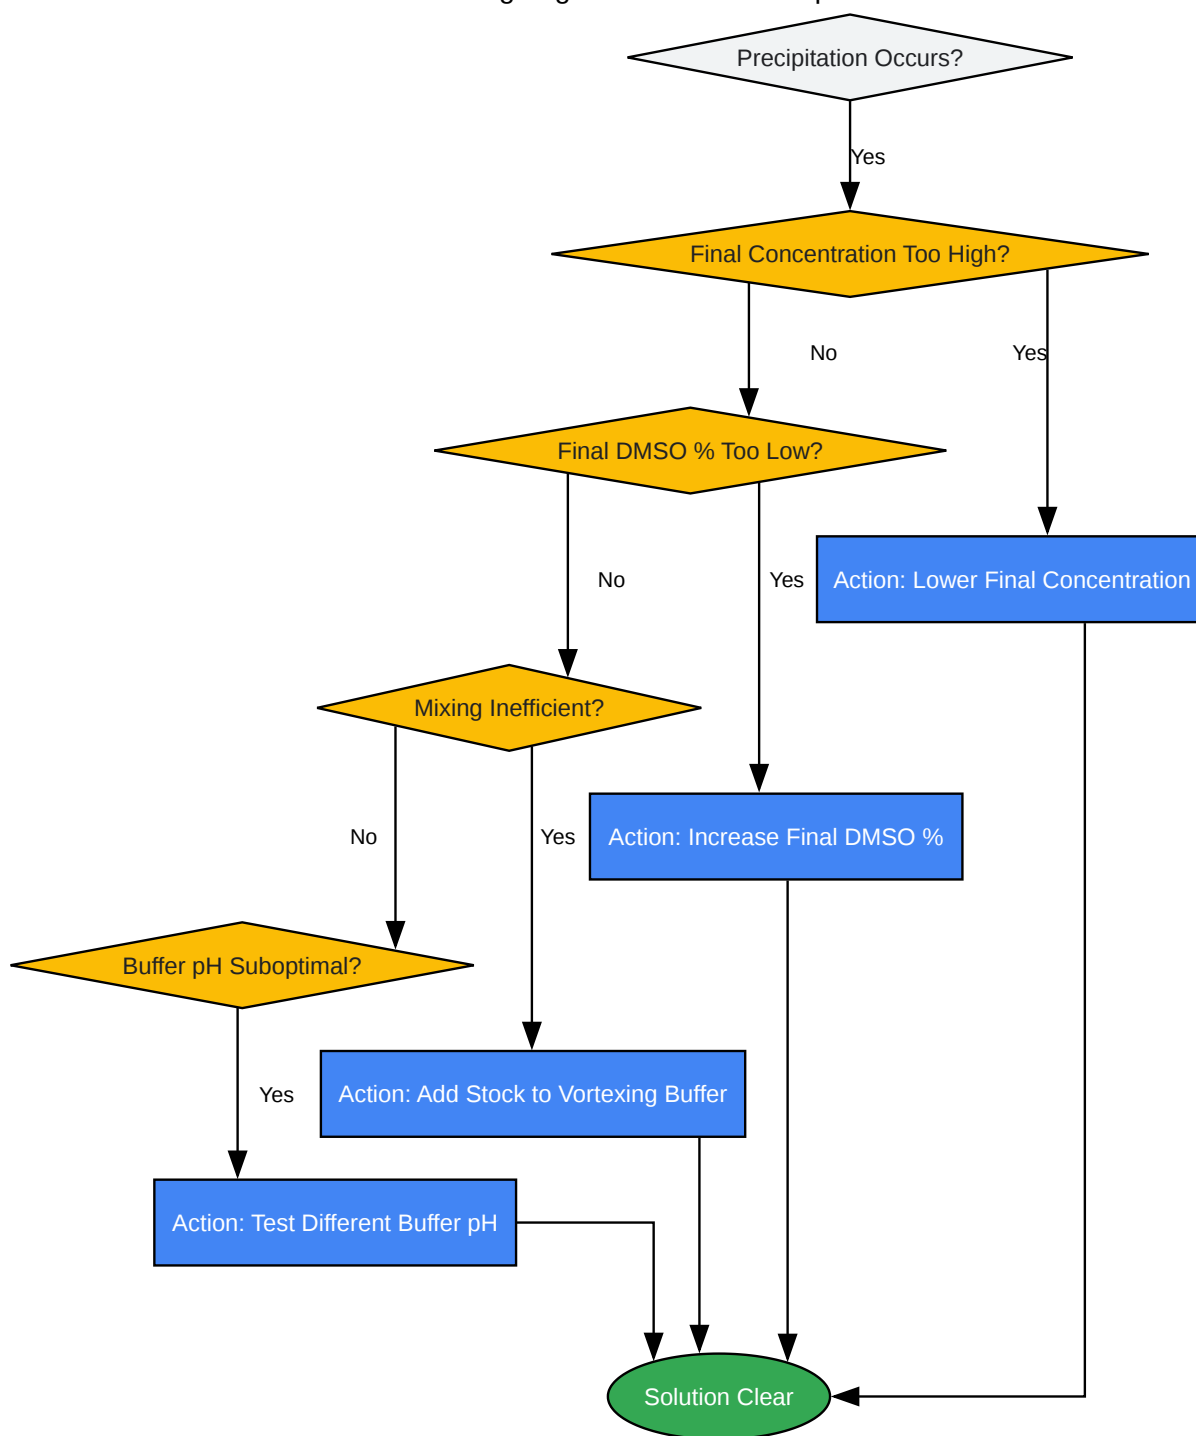 Precipitation Occurs?
Yes
Final Concentration Too High?
No
Yes
Final DMSO % Too Low?
No
Yes
Action: Lower Final Concentration
Mixing Inefficient?
No
Yes
Action: Increase Final DMSO %
Buffer pH Suboptimal?
Yes
Action: Add Stock to Vortexing Buffer
Action: Test Different Buffer pH
Solution Clear